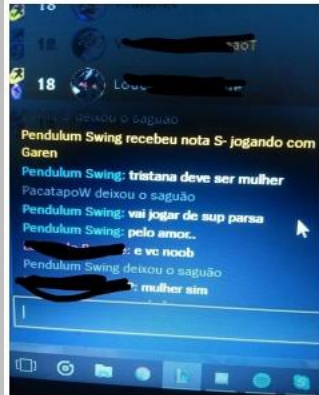 18
18
18
deixou o saguão
Pendulum Swing recebeu nota S- jogando com
Garen
Pendulum Swing: tristana deve ser mulher
PacatapoW deixou o saguão
Pendulum Swing: vai jogar de sup parsa
Pendulum Swing: pelo amor..
: e vc noob
Pendulum Swing deixou o saguão
: mulher sim